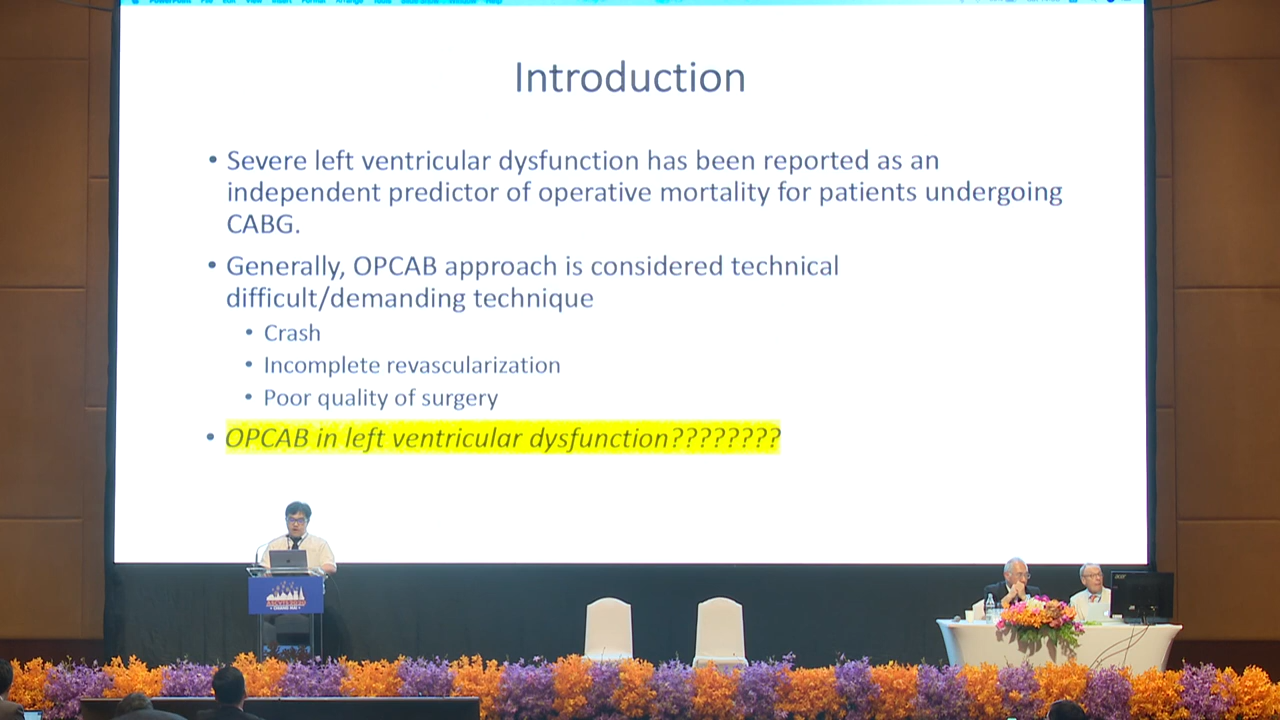 Introduction
• Severe left ventricular dysfunction has been reported as an
independent predictor of operative mortality for patients undergoing
CABG.
• Generally, OPCAB approach is considered technical
difficult/demanding technique
• Crash
• Incomplete revascularization
• Poor quality of surgery
• OPCAB in left ventricular dysfunction????????